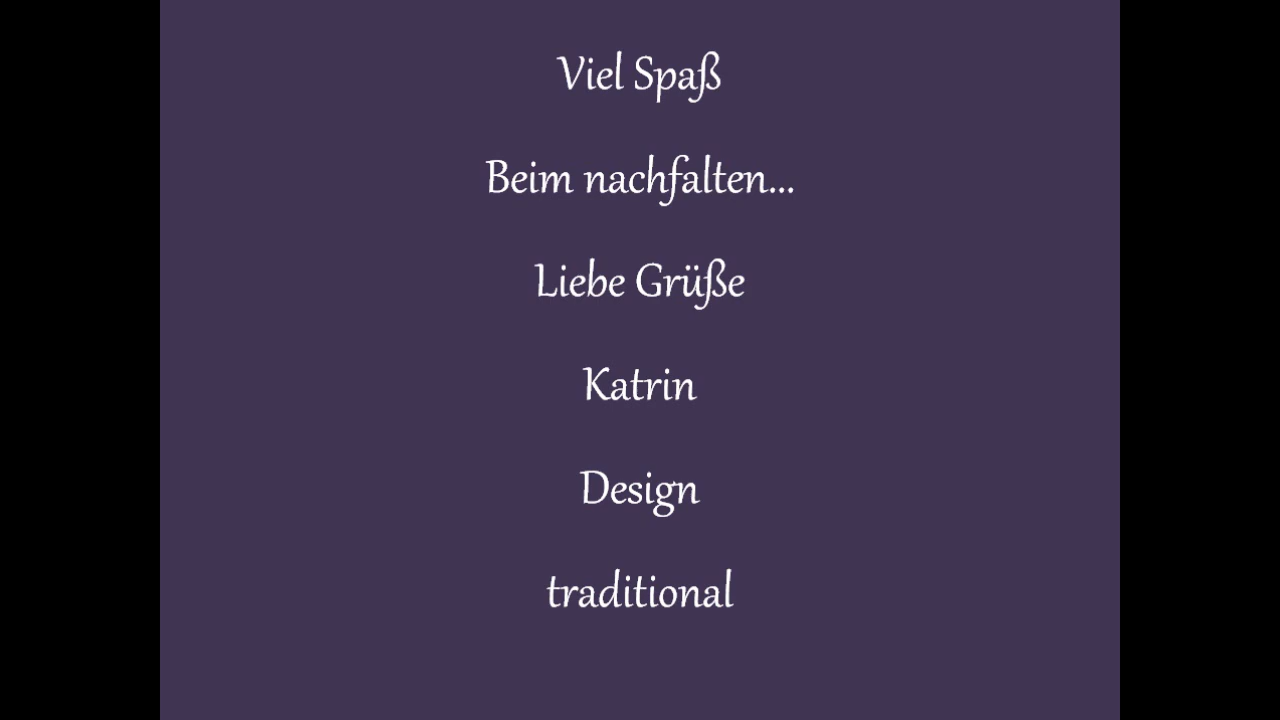 Viel Spaß
Beim nachfalten...
Liebe Grüße
Katrin
Design
traditional